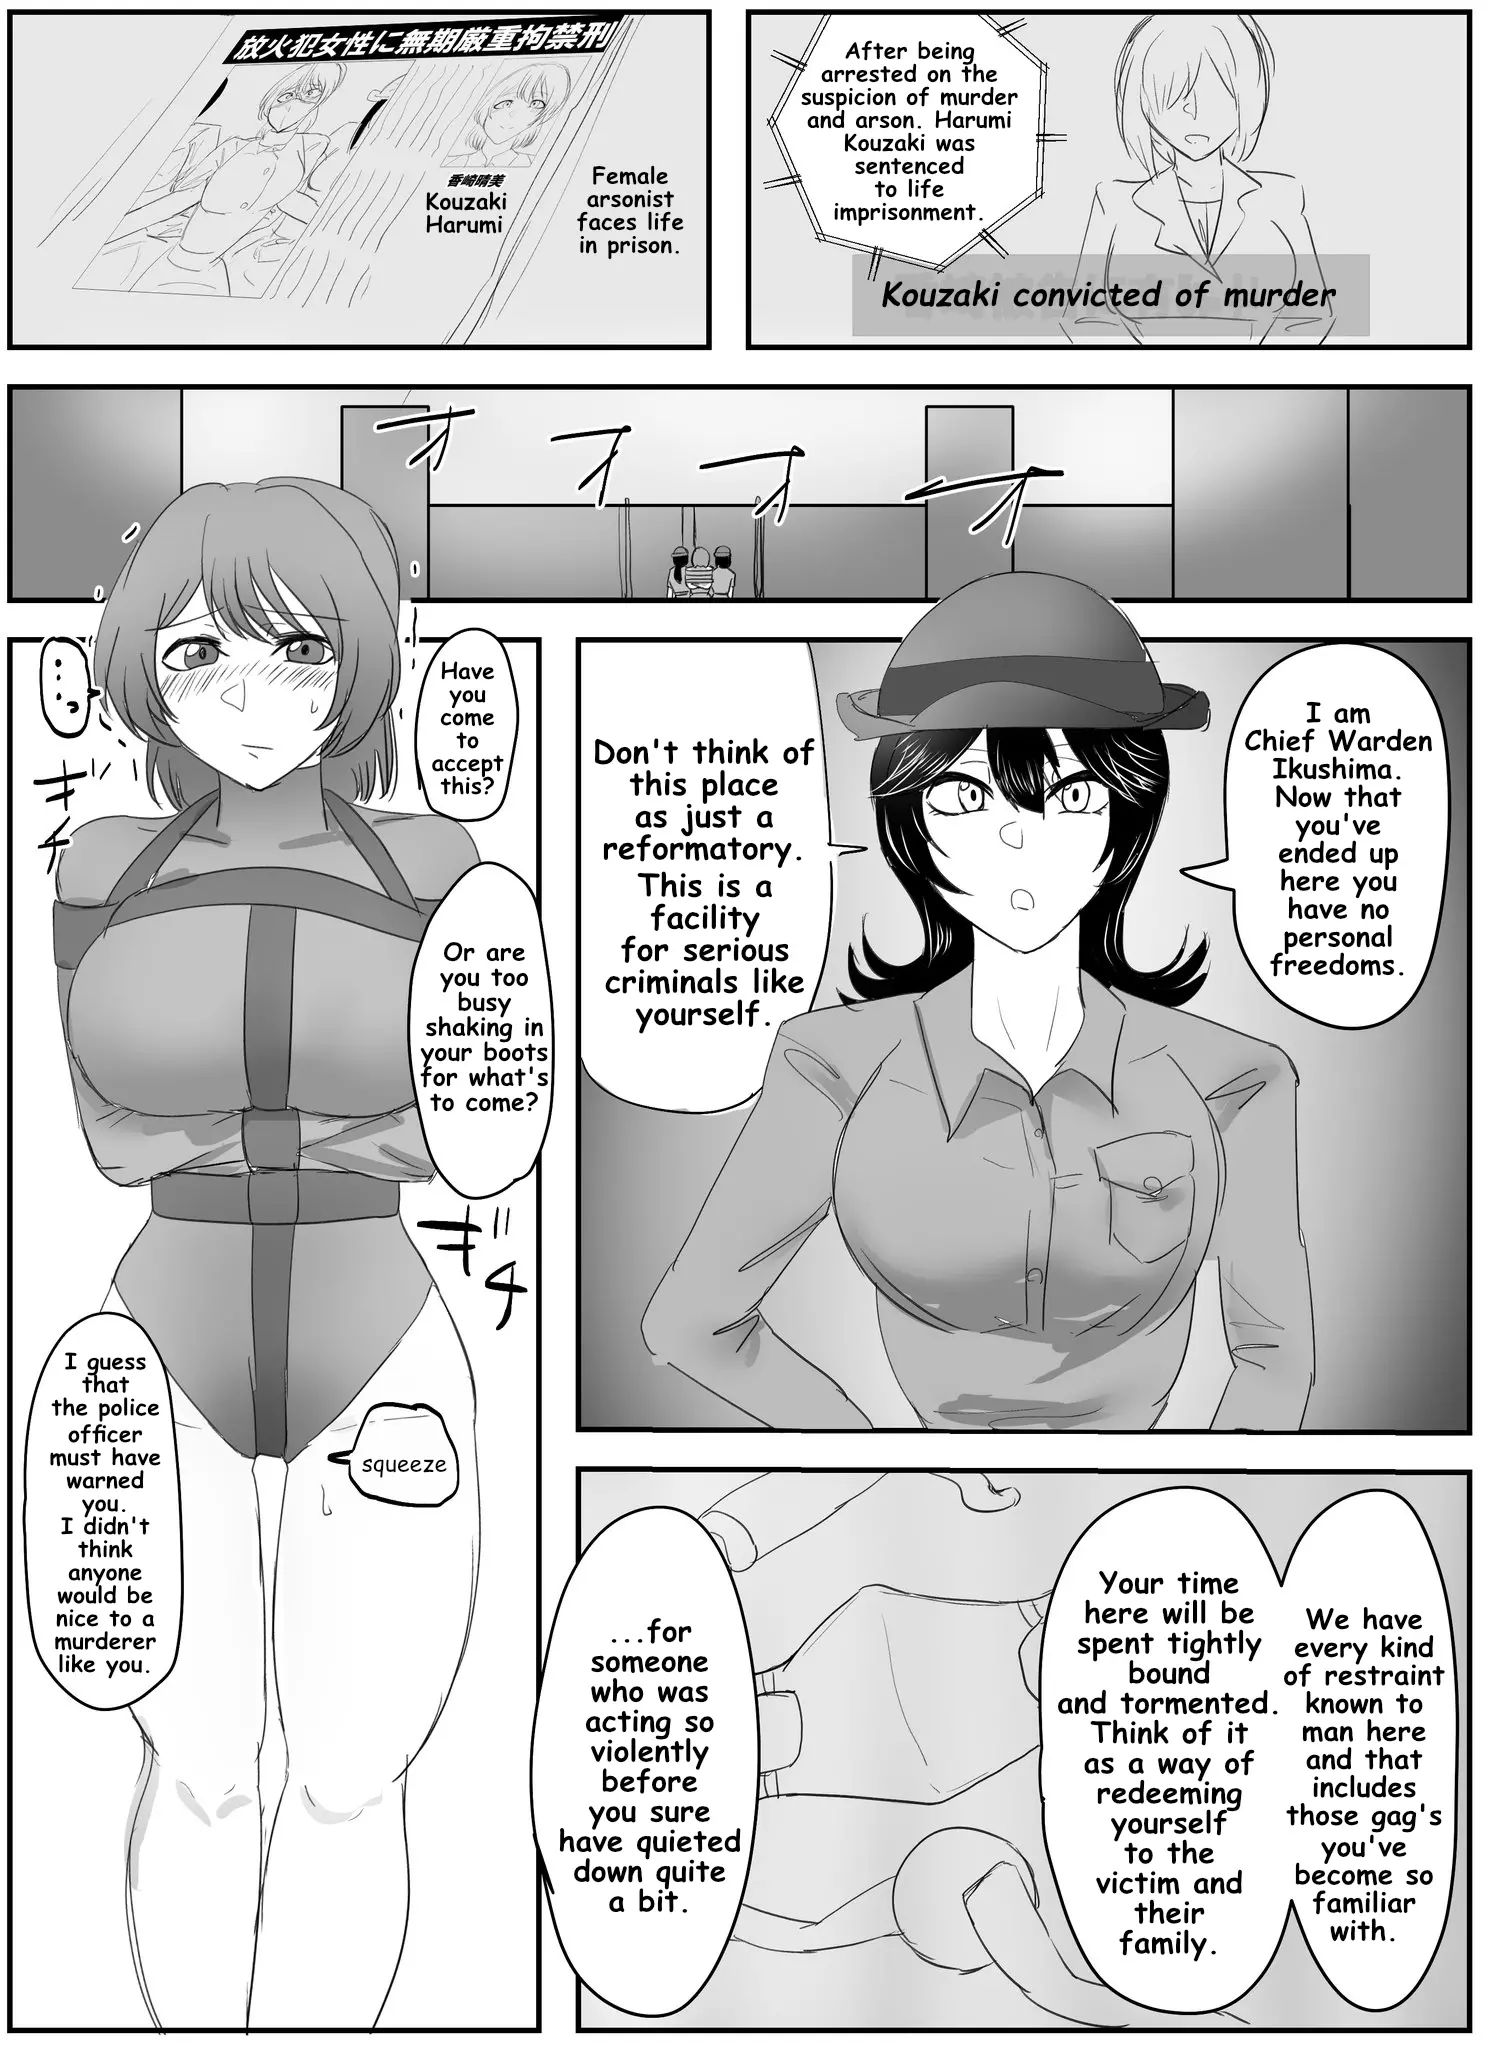 放火犯女性に無期厳重拘禁刑
香崎晴美
Kouzaki
Harumi
Female
arsonist
faces life
in prison.
After being
arrested on the
suspicion of murder
and arson. Harumi
Kouzaki was
sentenced
to life
imprisonment.
Kouzaki convicted of murder
オオオオ
I am
Chief Warden
Ikushima.
Now that
you've
ended up
here you
have no
personal
freedoms.
Don't think of
this place
as just a
reformatory.
This is a
facility
for serious
criminals like
yourself.
We have
every kind
of restraint
known to
man here
and that
includes
those gag's
you've
become so
familiar
with.
Your time
here will be
spent tightly
bound
and tormented.
Think of it
as a way of
redeeming
yourself
to the
victim and
their
family.
...for
someone
who was
acting so
violently
before
you sure
have quieted
down quite
a bit.
Have
you
come
to
accept
this?
...っ
ギチ
Or are
you too
busy
shaking in
your boots
for what's
to come?
ギチ
I guess
that
the police
officer
must have
warned
you.
I didn't
think
anyone
would be
nice to a
murderer
like you.
squeeze